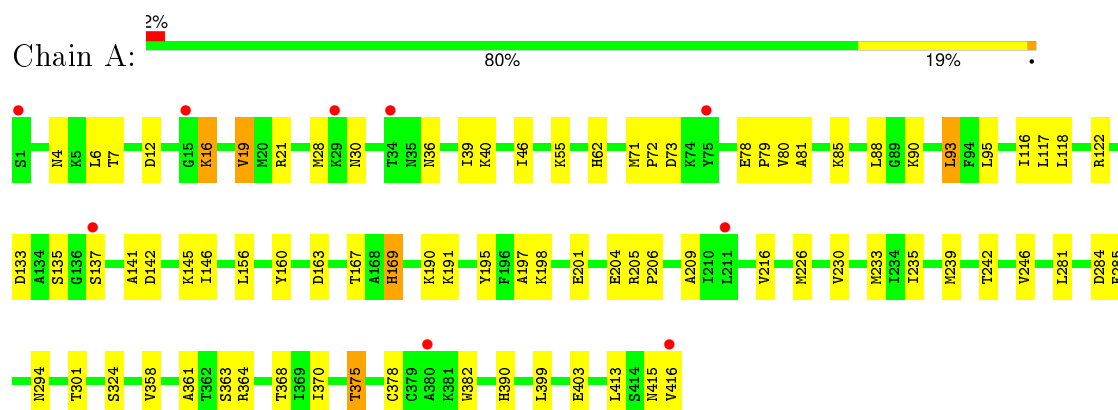 2%
Chain A:
80% 19% •
S1 N4 K5 L6 T7 D12 G15 K16 V19 M20 R21 M28 K29 N30 T34 N35 N36 I39 K40 I46 K55 H62 M71 P72 D73 K74 Y75 E78 P79 V80 A81 K85 L88 G89 K90 L93 F94 L95 I116 L117 L118 R122
D133 A134 S135 G136 S137 A141 D142 K145 I146 L156 Y160 D163 T167 A168 H169 K190 K191 Y195 F196 A197 K198 E201 E204 R205 P206 A209 I210 L211 V216 M226 V230 M233 I234 I235 M239 T242 V246 L281 D284
N294 T301 S324 V358 A361 T362 S363 R364 T368 I369 I370 T375 C378 C379 A380 K381 W382 H390 L399 E403 L413 S414 N415 V416